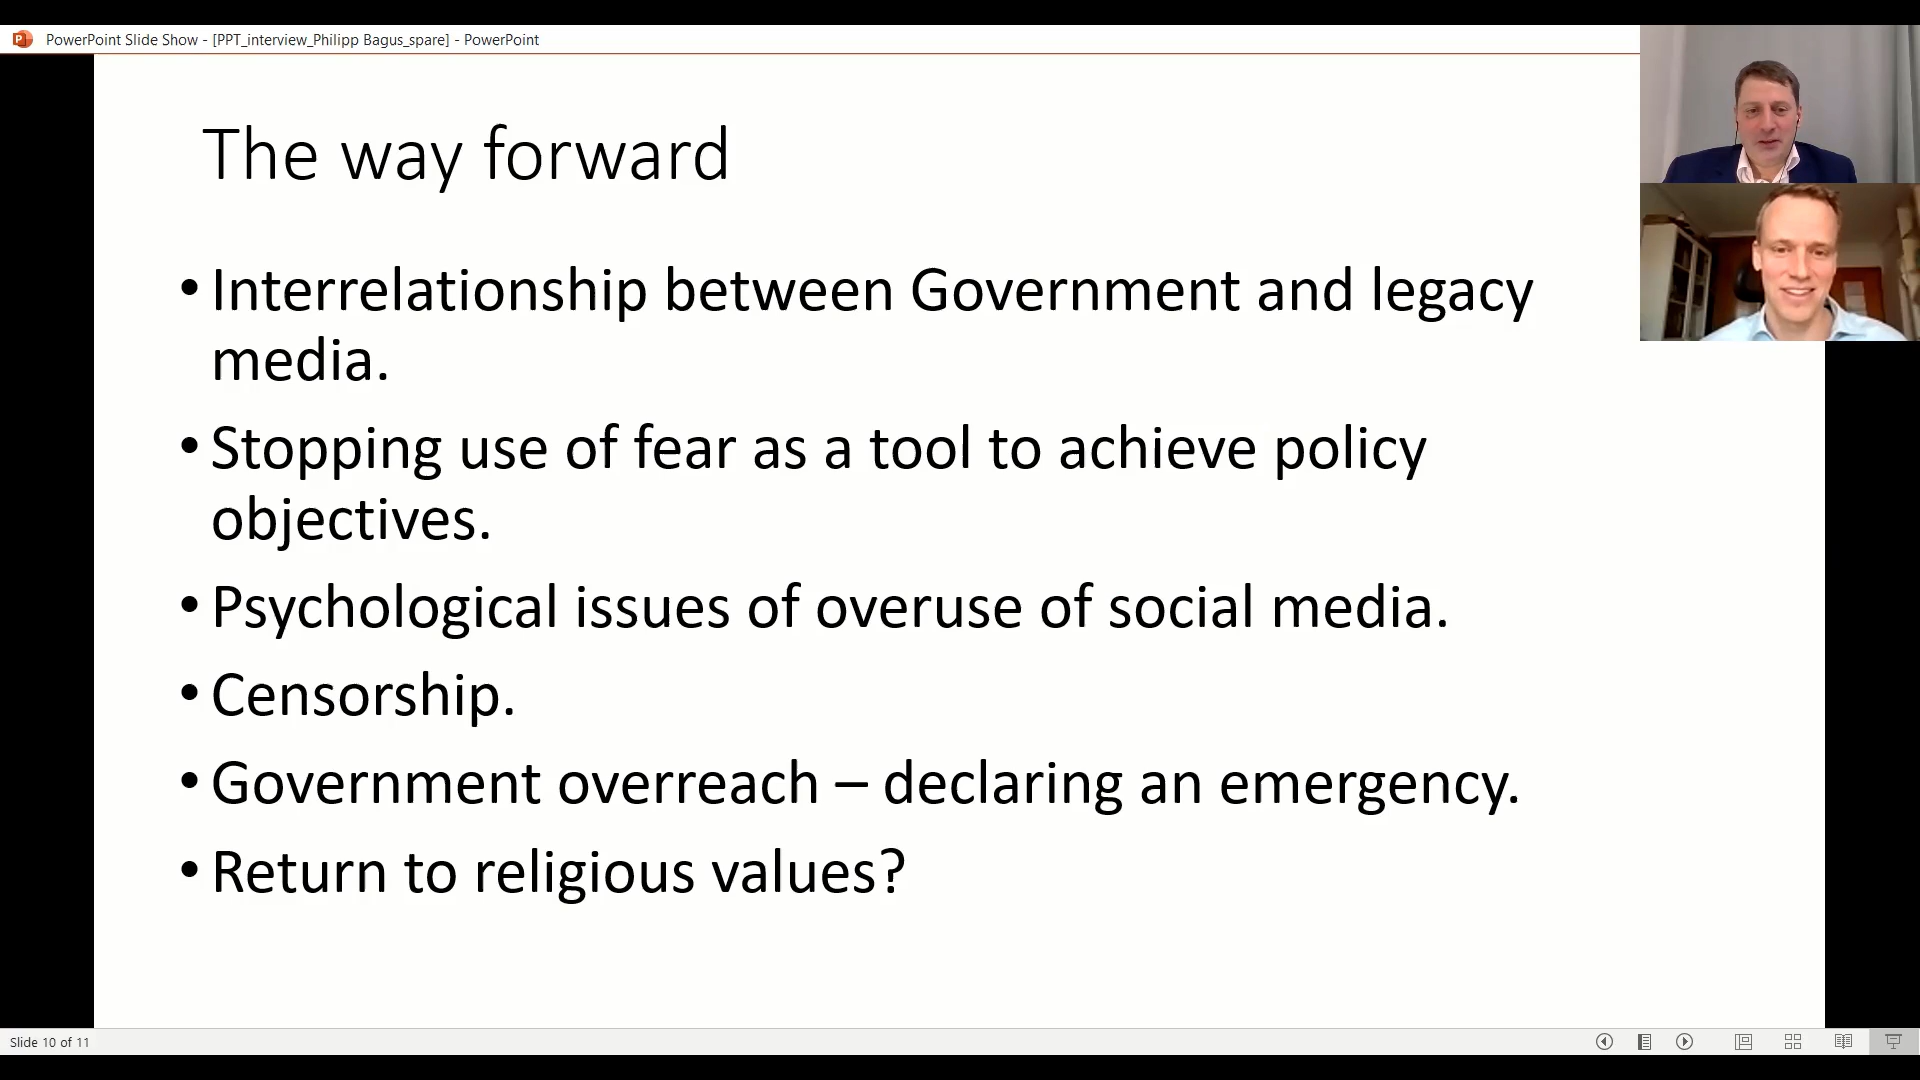 PowerPoint Slide Show - [PPT_interview_Philipp Bagus_spare] - PowerPoint
The way forward
• Interrelationship between Government and legacy
media.
• Stopping use of fear as a tool to achieve policy
objectives.
• Psychological issues of overuse of social media.
• Censorship.
• Government overreach – declaring an emergency.
• Return to religious values?
Slide 10 of 11